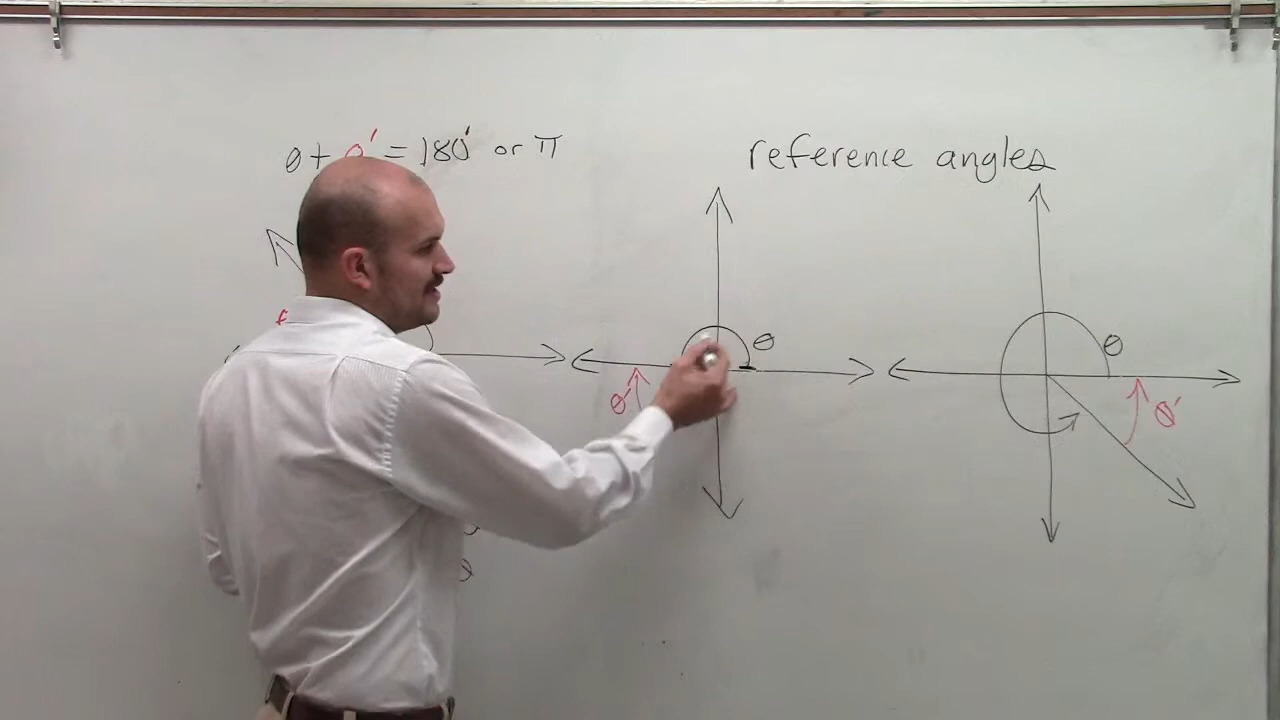 θ + θ' = 180° or π
reference angles
θ
θ
θ'
θ'